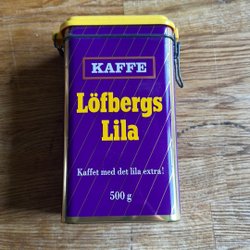 KAFFE
Löfbergs
Lila
Kaffet med det lila extra!
500 g